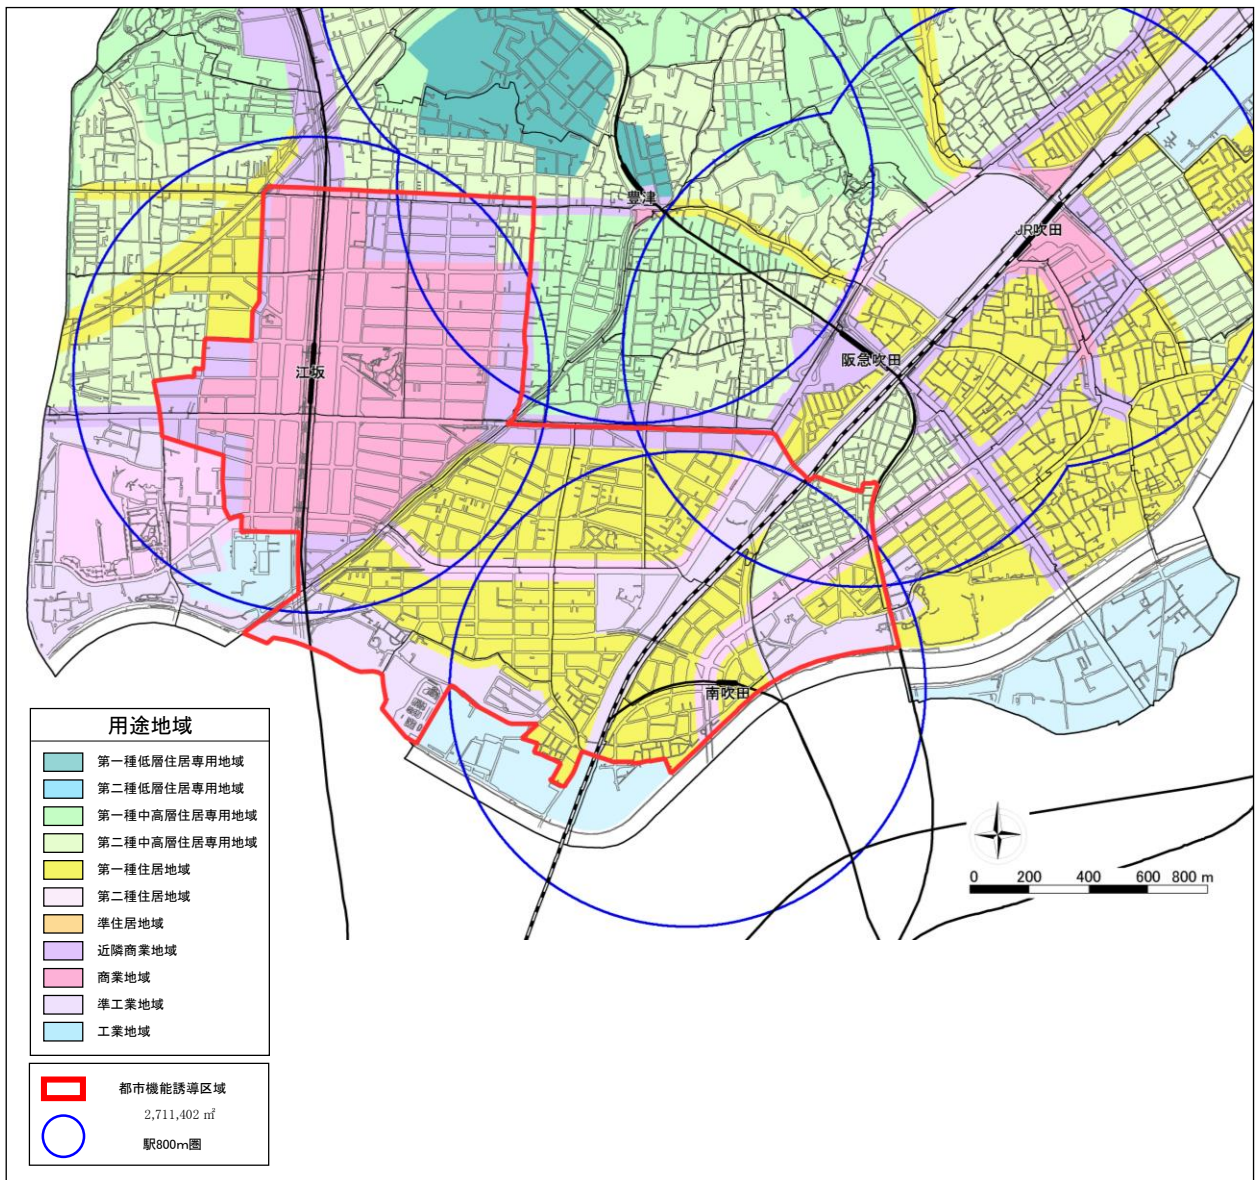 豊津
JR吹田
阪急吹田
江坂
南吹田
用途地域
第一種低層住居専用地域
第二種低層住居専用地域
第一種中高層住居専用地域
第二種中高層住居専用地域
第一種住居地域
第二種住居地域
準住居地域
近隣商業地域
商業地域
準工業地域
工業地域
0 200 400 600 800 m
都市機能誘導区域
2,711,402 ㎡
駅800m圏